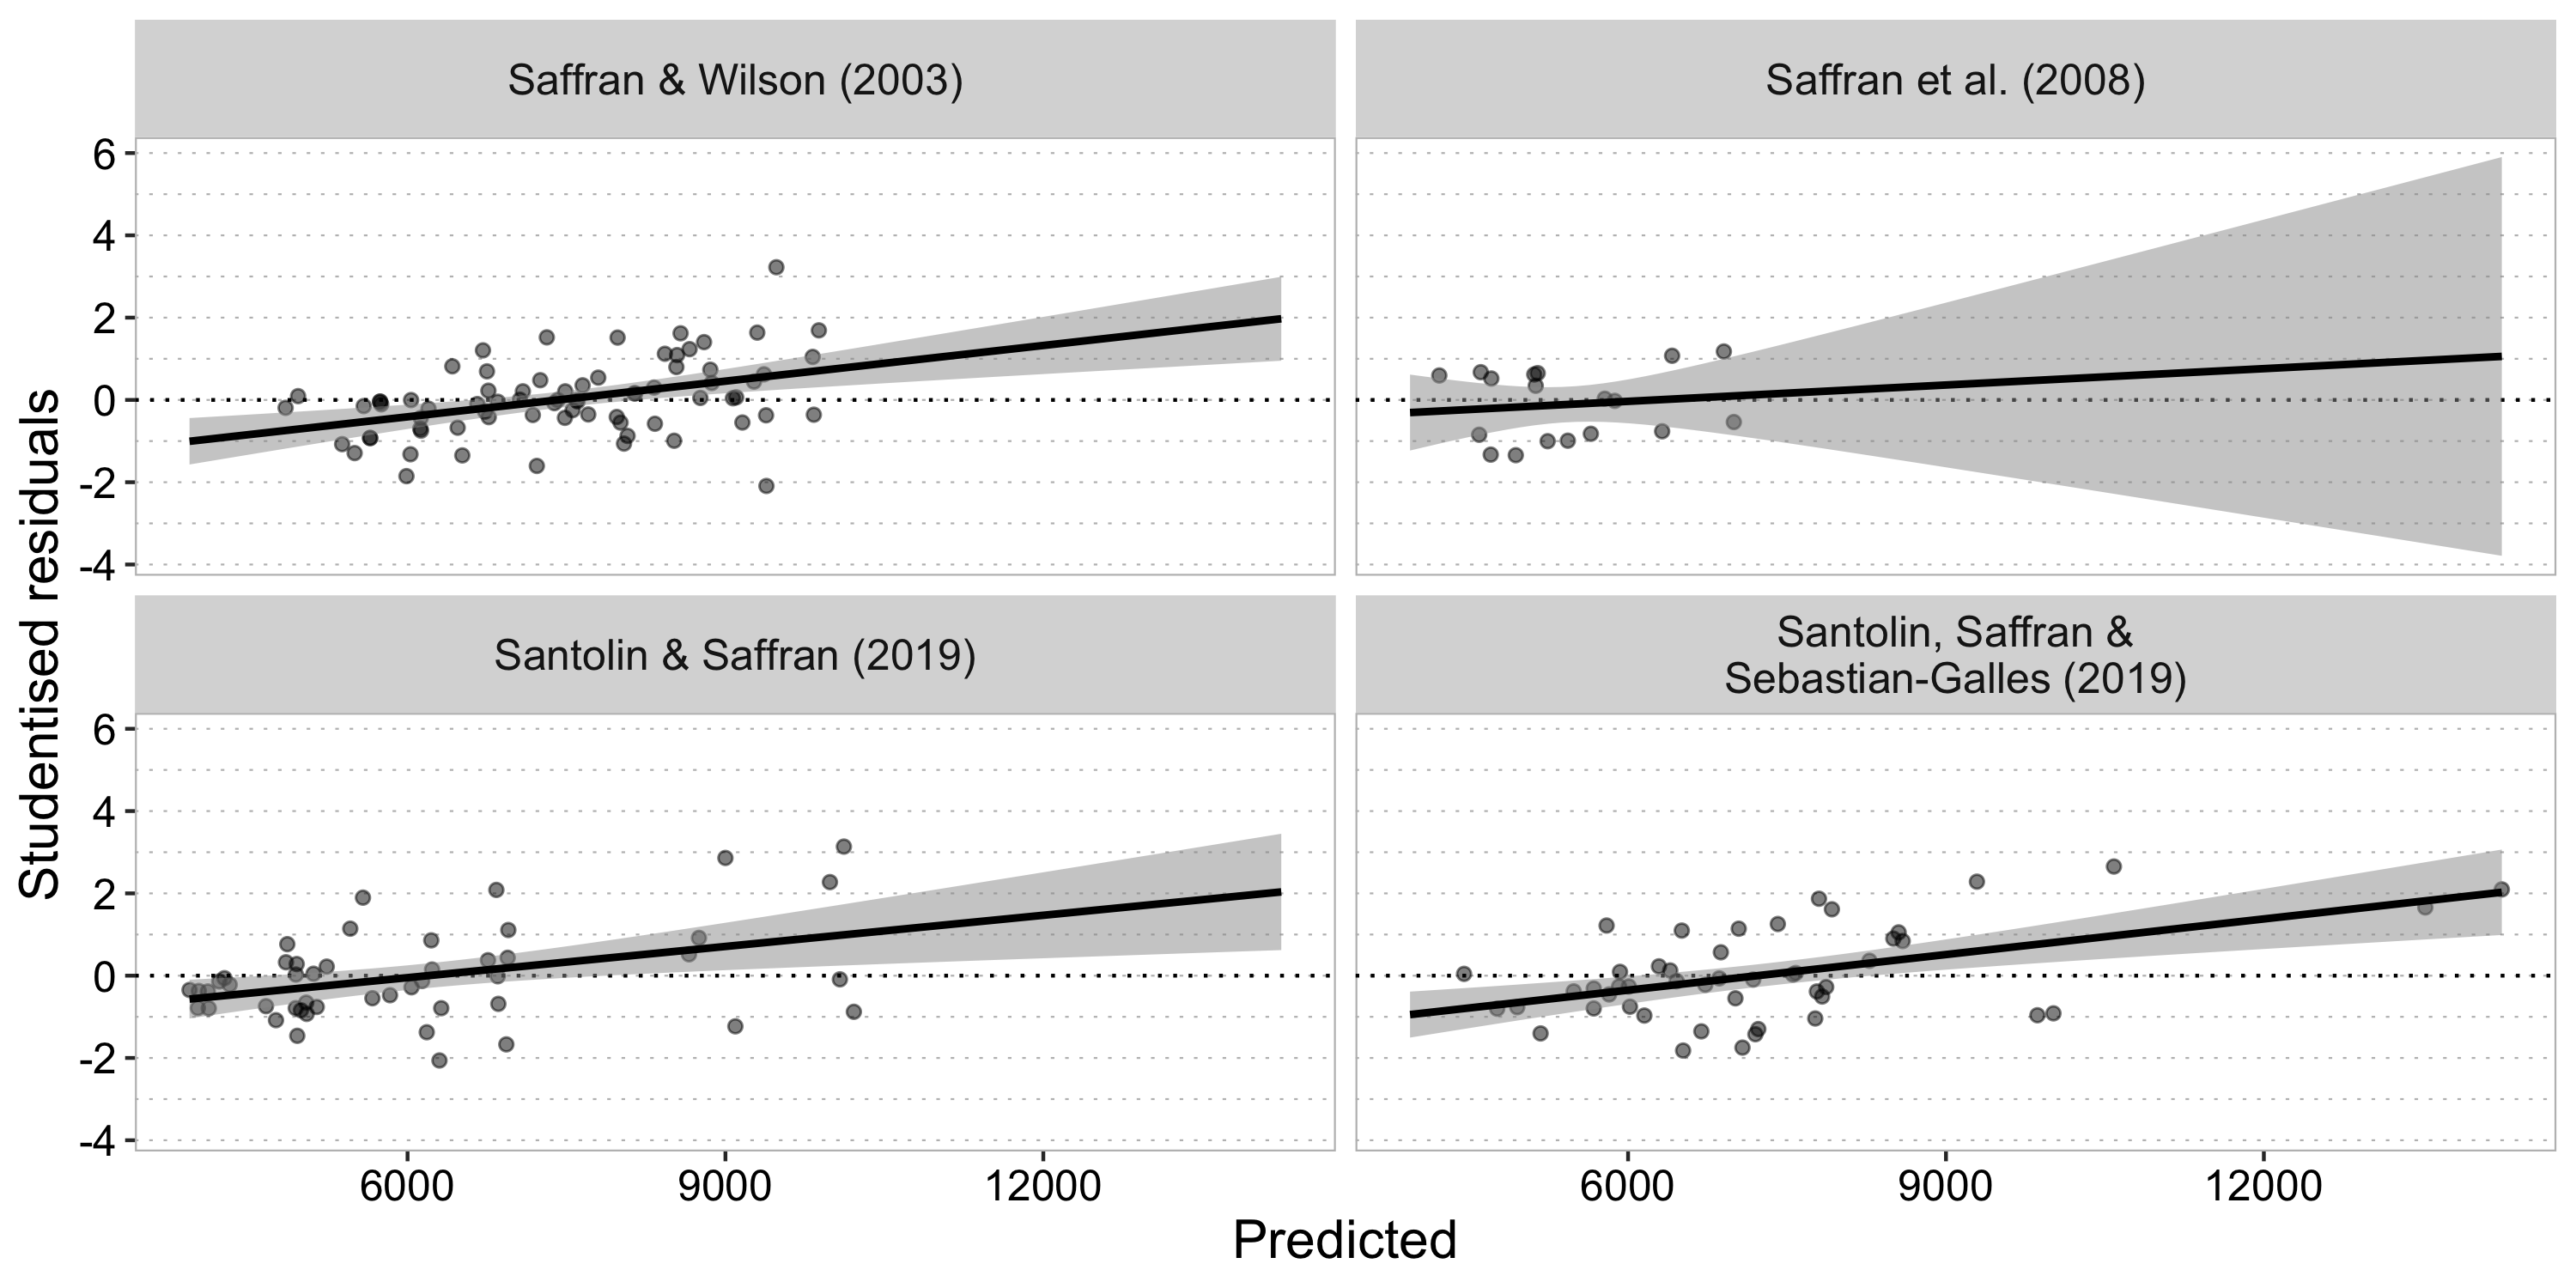 Saffran & Wilson (2003)
Saffran et al. (2008)
6
4
2
0
-2
-4
Santolin & Saffran (2019)
Santolin, Saffran &
Sebastian-Galles (2019)
6
4
2
0
-2
-4
Studentised residuals
6000
9000
12000
6000
9000
12000
Predicted